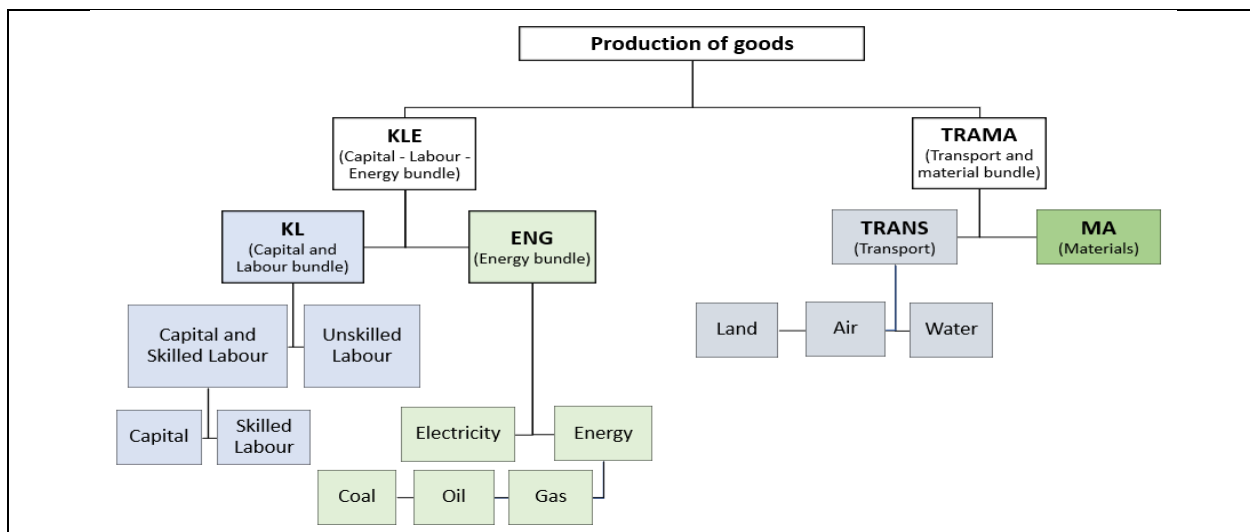 Production of goods
KLE
(Capital - Labour -
Energy bundle)
TRAMA
(Transport and
material bundle)
KL
(Capital and
Labour bundle)
ENG
(Energy bundle)
TRANS
(Transport)
MA
(Materials)
Capital and
Skilled Labour
Unskilled
Labour
Land
Air
Water
Capital
Skilled
Labour
Electricity
Energy
Coal
Oil
Gas